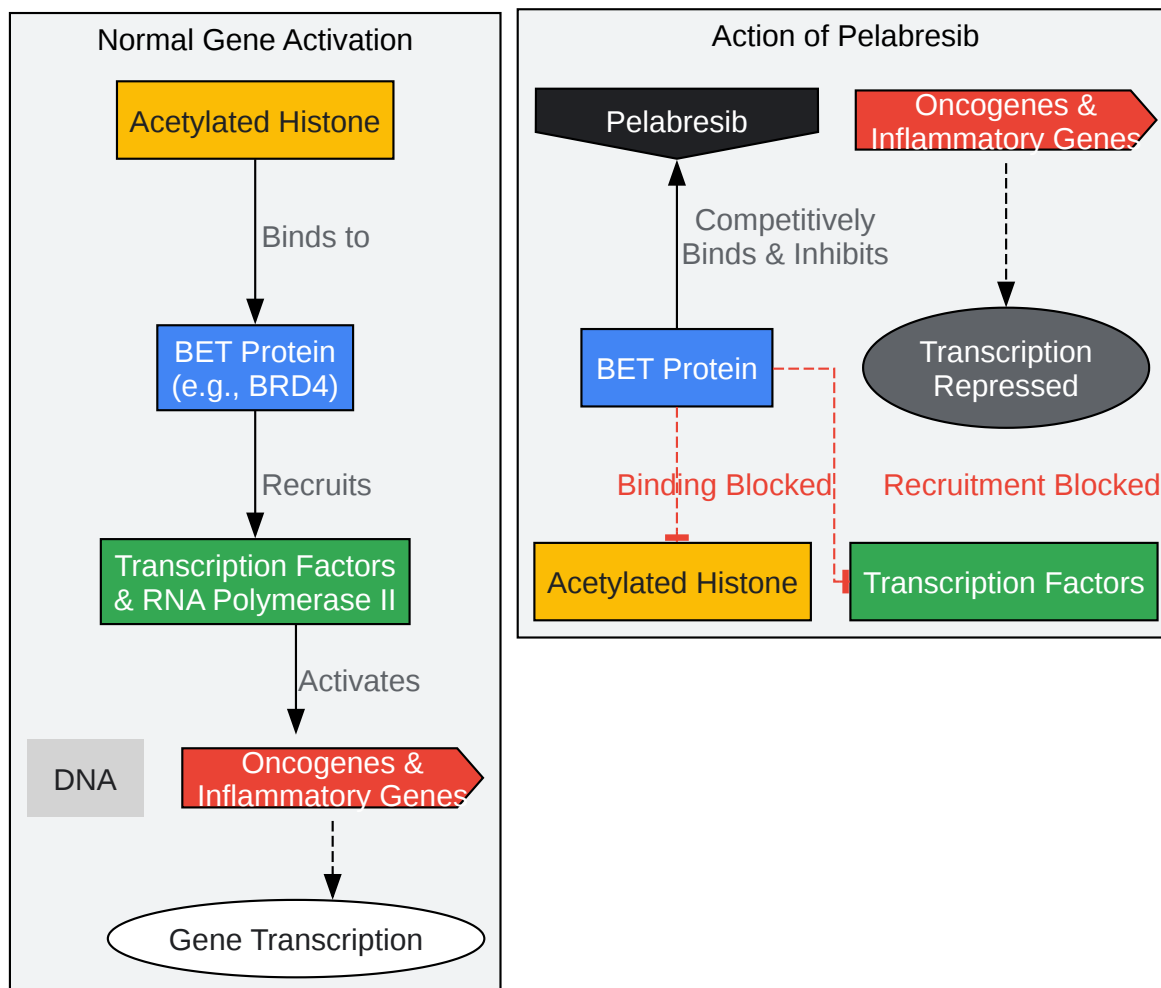 Normal Gene Activation
Acetylated Histone
Binds to
BET Protein
(e.g., BRD4)
Recruits
Transcription Factors
& RNA Polymerase II
Activates
DNA
Oncogenes &
Inflammatory Genes
Gene Transcription
Action of Pelabresib
Pelabresib
Oncogenes &
Inflammatory Genes
Competitively
Binds & Inhibits
BET Protein
Transcription
Repressed
Binding Blocked
Recruitment Blocked
Acetylated Histone
Transcription Factors